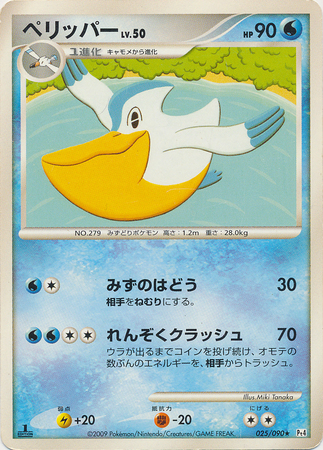 ペリッパー LV.50
HP 90
1進化 キャモメから進化
NO.279 みずどりポケモン 高さ:1.2m 重さ:28.0kg
みずのはどう 30
相手をねむりにする。
れんぞくクラッシュ 70
ウラが出るまでコインを投げ続け、オモテの
数ぶんのエネルギーを、相手からトラッシュ。
Illus.Miki Tanaka
弱点 抵抗力 にげる
+20 −20
1 EDITION
©2009 Pokémon/Nintendo/Creatures/GAME FREAK.
025/090★ Pt4